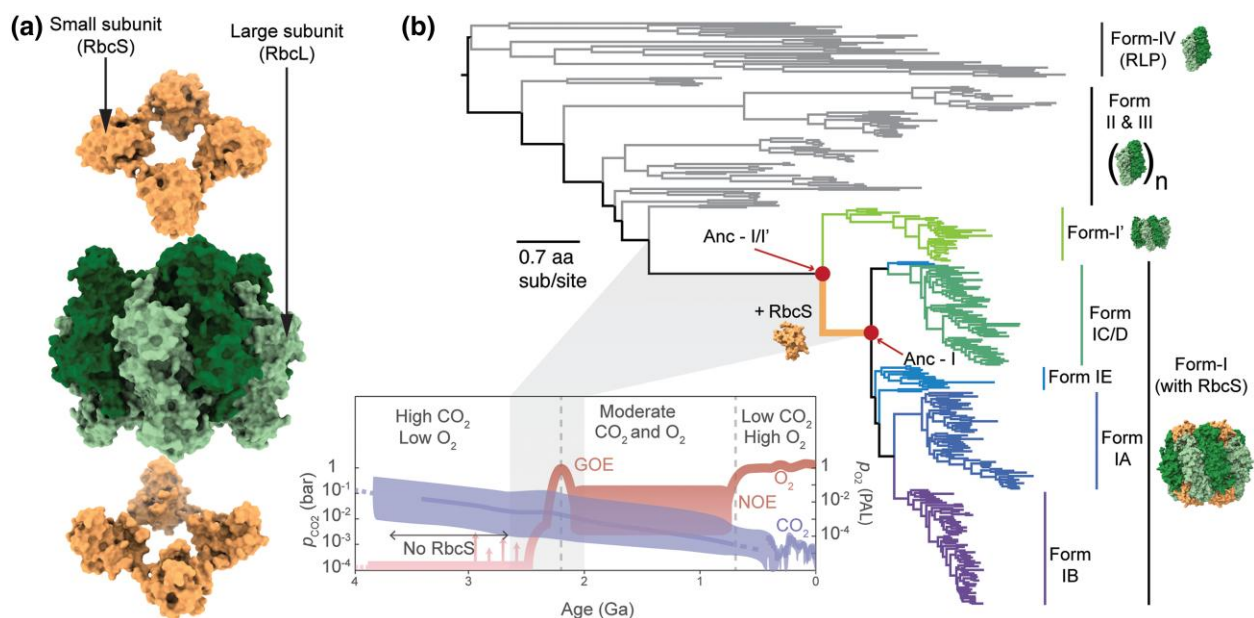 (a)
Small subunit
(RbcS)
Large subunit
(RbcL)
(b)
Form-IV
(RLP)
Form
II & III
( )n
Form-I'
Anc - I/I'
0.7 aa
sub/site
+ RbcS
Anc - I
Form
IC/D
Form IE
Form
IA
Form
IB
Form-I
(with RbcS)
High CO2
Low O2
Moderate
CO2 and O2
Low CO2
High O2
GOE
NOE
O2
CO2
No RbcS
pCO2 (bar)
1
10-1
10-2
10-3
10-4
pO2 (PAL)
1
10-2
10-4
4
3
2
1
0
Age (Ga)